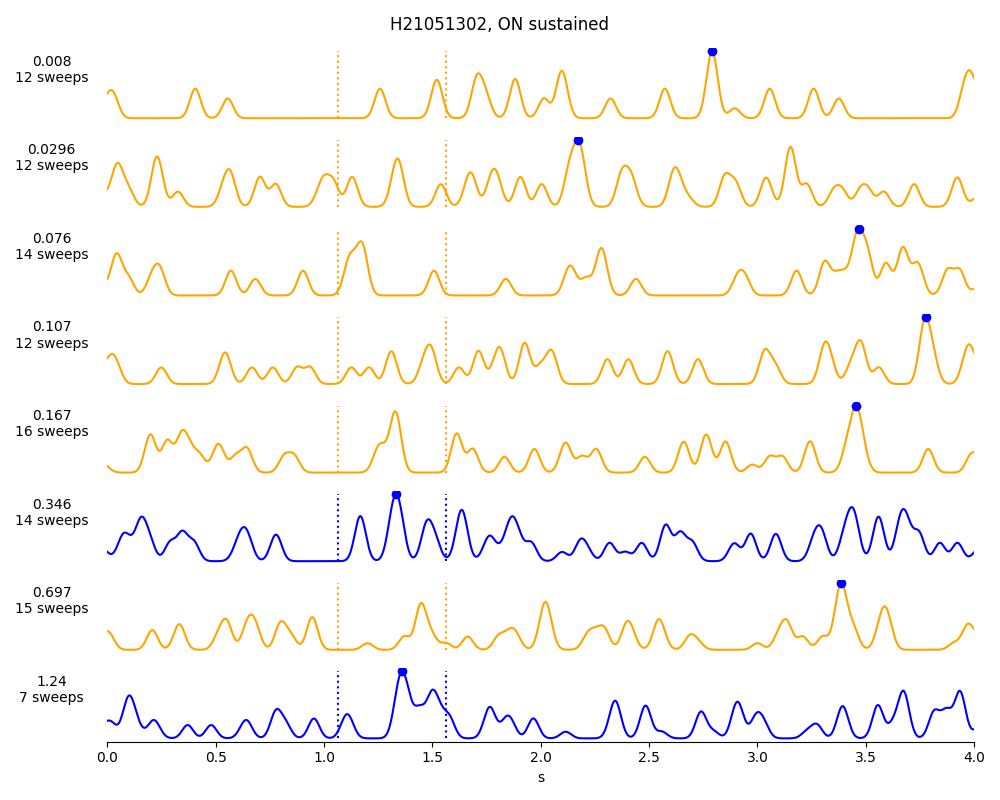 H21051302, ON sustained
0.008
12 sweeps
0.0296
12 sweeps
0.076
14 sweeps
0.107
12 sweeps
0.167
16 sweeps
0.346
14 sweeps
0.697
15 sweeps
1.24
7 sweeps
0.0 0.5 1.0 1.5 2.0 2.5 3.0 3.5 4.0
s